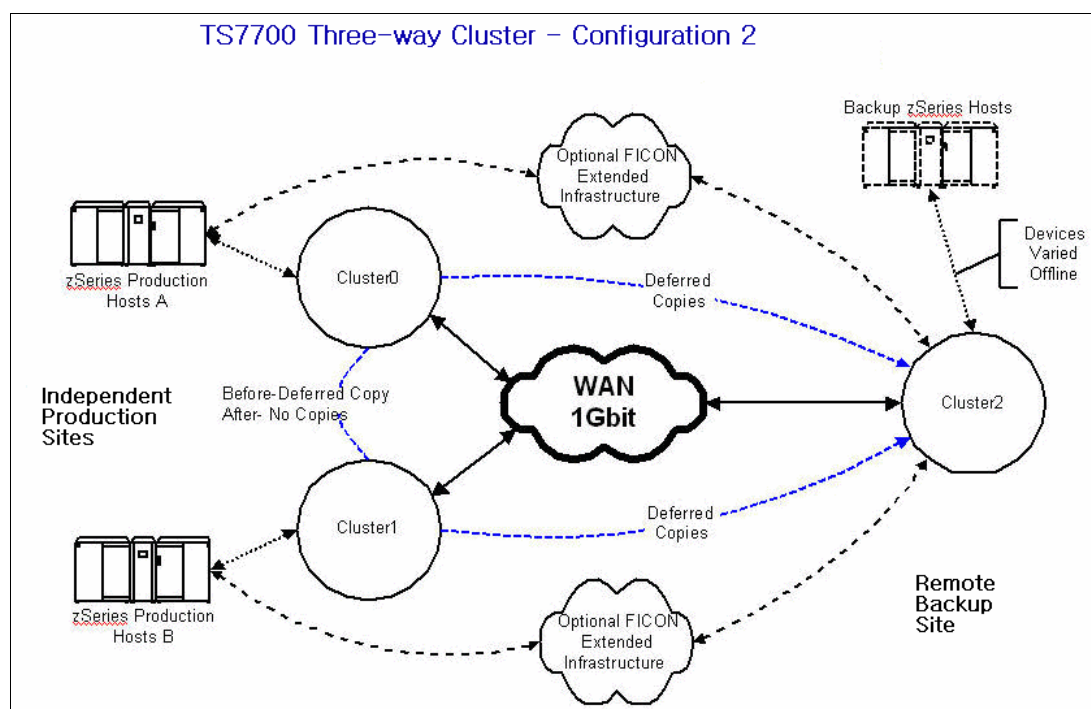 TS7700 Three-way Cluster – Configuration 2
Backup zSeries Hosts
Optional FICON
Extended
Infrastructure
Devices
Varied
Offline
zSeries Production
Hosts A
Cluster0
Deferred
Copies
Independent
Production
Sites
Before-Deferred Copy
After- No Copies
WAN
1Gbit
Cluster2
Cluster1
Deferred
Copies
Remote
Backup
Site
zSeries Production
Hosts B
Optional FICON
Extended
Infrastructure